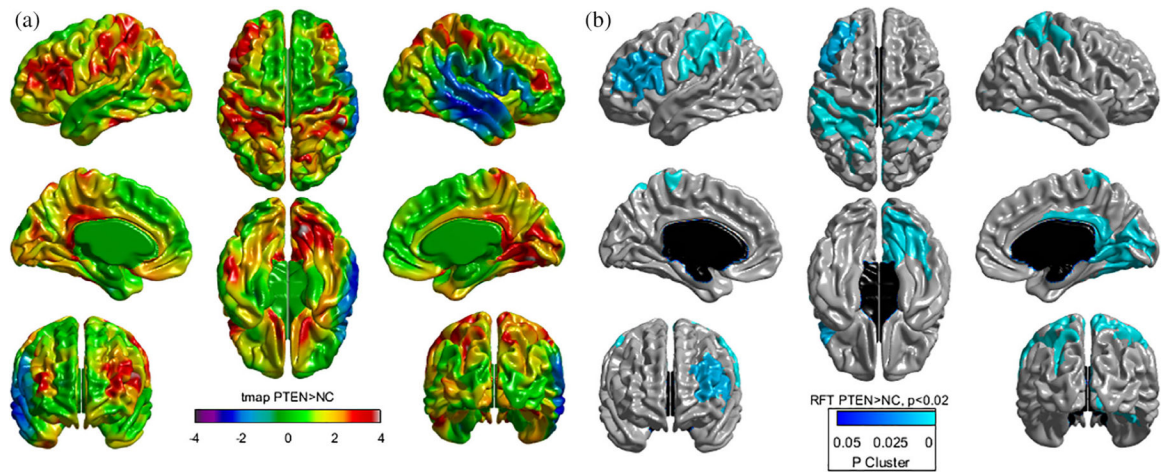 (a)
(b)
tmap PTEN>NC
-4 -2 0 2 4
RFT PTEN>NC, p<0.02
0.05 0.025 0
P Cluster